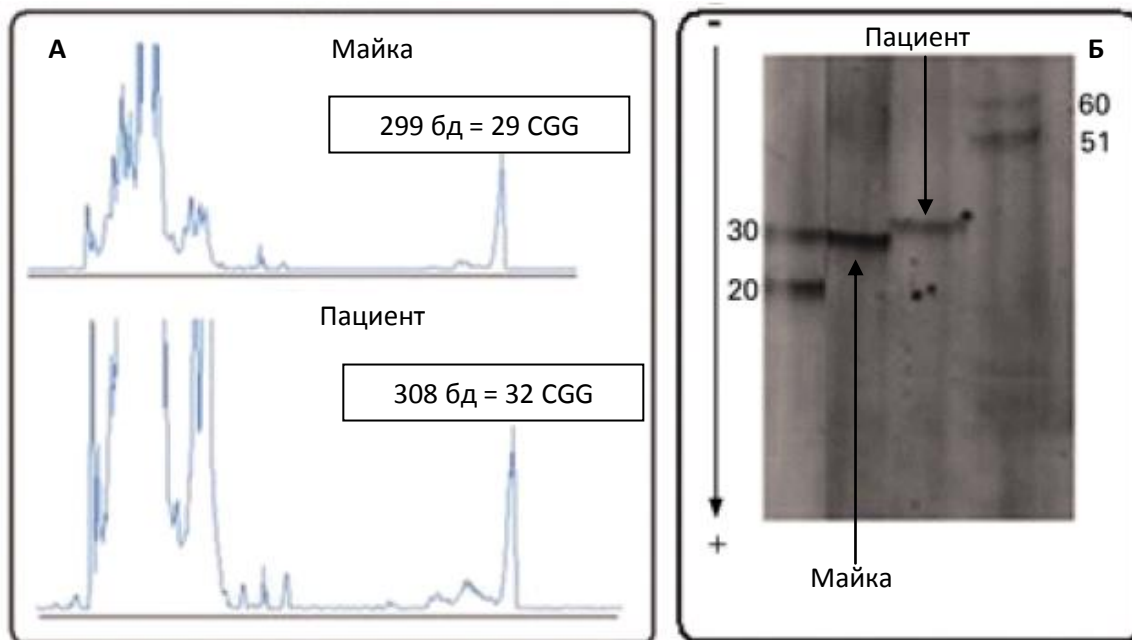 А
Майка
299 бд = 29 CGG
Пациент
308 бд = 32 CGG
-
Пациент
Б
60
51
30
20
+
Майка